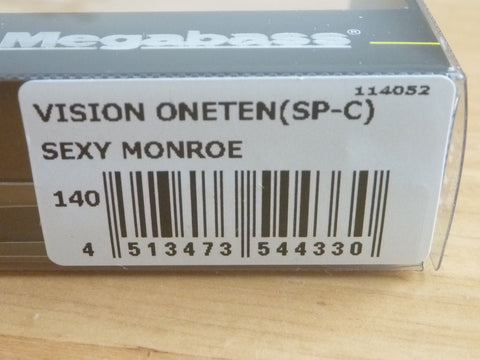 Megabass®
114052
VISION ONETEN(SP-C)
SEXY MONROE
140
4 513473 544330